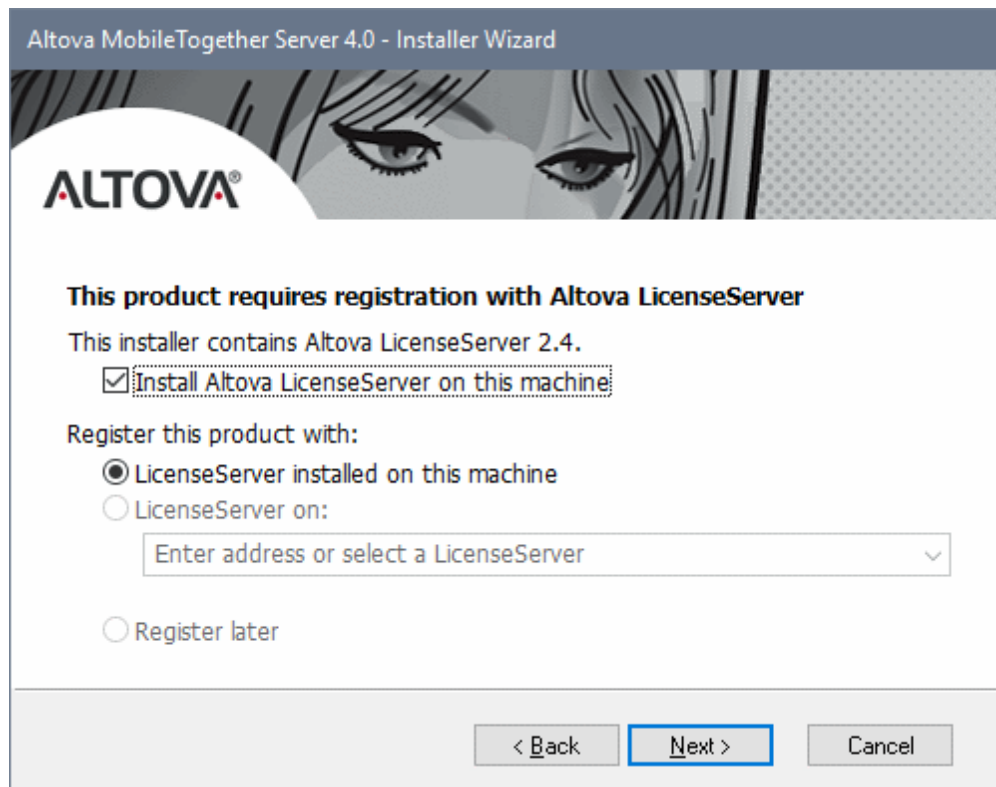 Altova MobileTogether Server 4.0 - Installer Wizard
ALTOVA®
This product requires registration with Altova LicenseServer
This installer contains Altova LicenseServer 2.4.
Install Altova LicenseServer on this machine
Register this product with:
LicenseServer installed on this machine
LicenseServer on:
Enter address or select a LicenseServer
Register later
< Back Next > Cancel